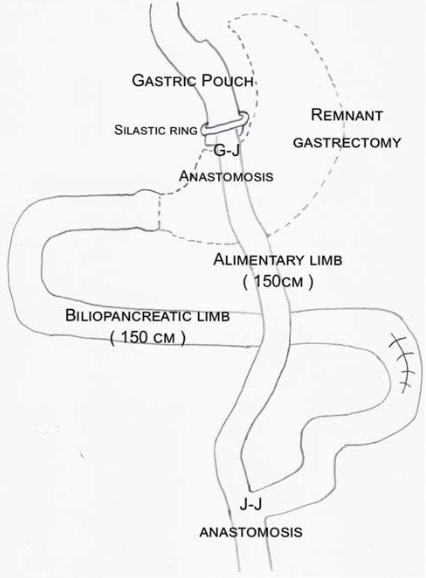 GASTRIC POUCH
SILASTIC RING
G-J
ANASTOMOSIS
REMNANT
GASTRECTOMY
ALIMENTARY LIMB
( 150CM )
BILIOPANCREATIC LIMB
( 150 CM )
J-J
ANASTOMOSIS